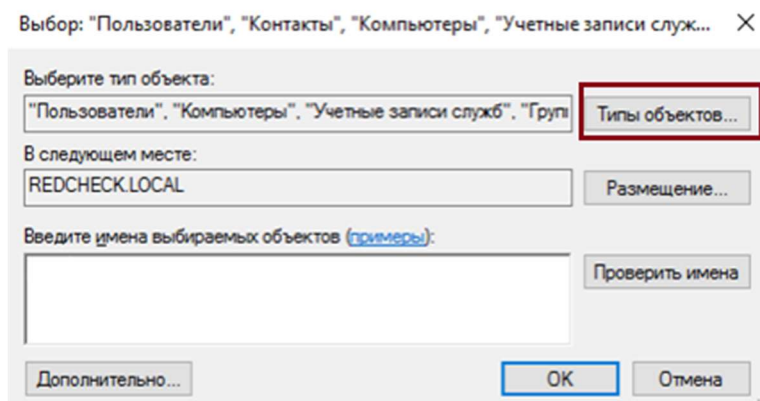 Выбор: "Пользователи", "Контакты", "Компьютеры", "Учетные записи служ...
Выберите тип объекта:
"Пользователи", "Компьютеры", "Учетные записи служб", "Групп
Типы объектов...
В следующем месте:
REDCHECK.LOCAL
Размещение...
Введите имена выбираемых объектов (примеры):
Проверить имена
Дополнительно...
OK
Отмена